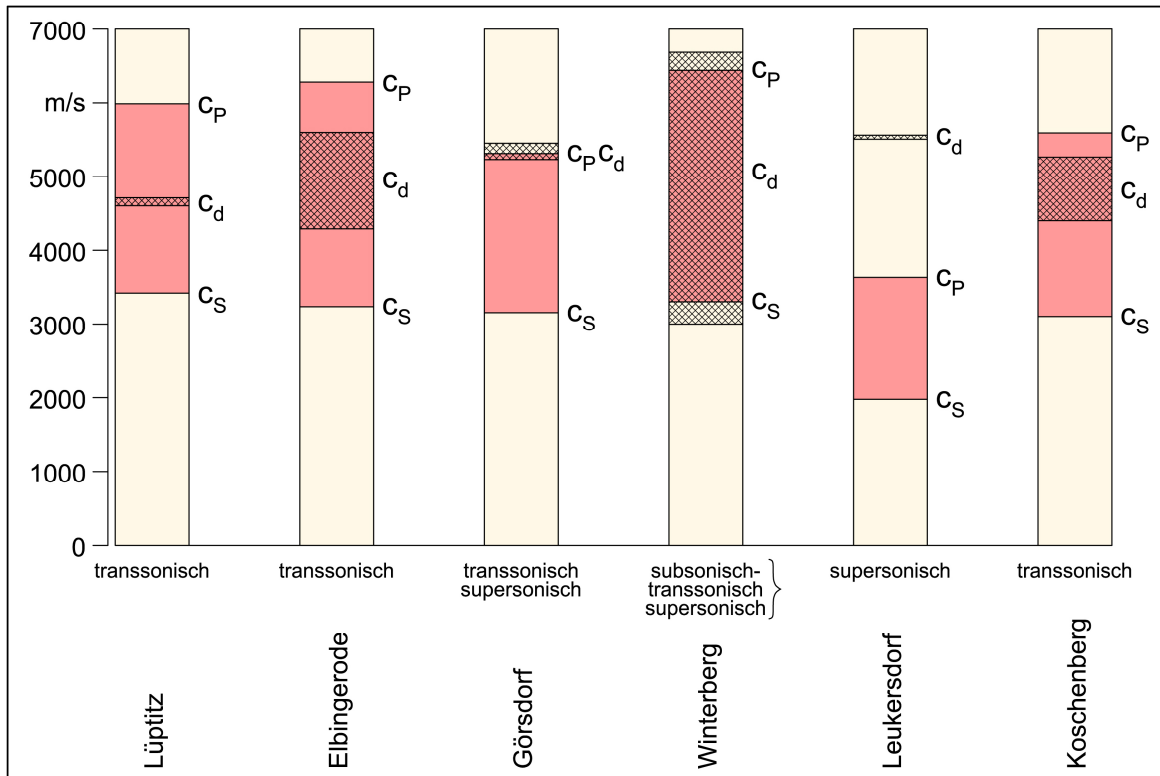 7000
m/s
5000
4000
3000
2000
1000
0
cP
cd
cS
cP
cd
cS
cP cd
cS
cP
cd
cS
cd
cP
cS
cP
cd
cS
transsonisch
transsonisch
transsonisch
supersonisch
subsonisch-
transsonisch
supersonisch
supersonisch
transsonisch
Lüptitz
Elbingerode
Görsdorf
Winterberg
Leukersdorf
Koschenberg